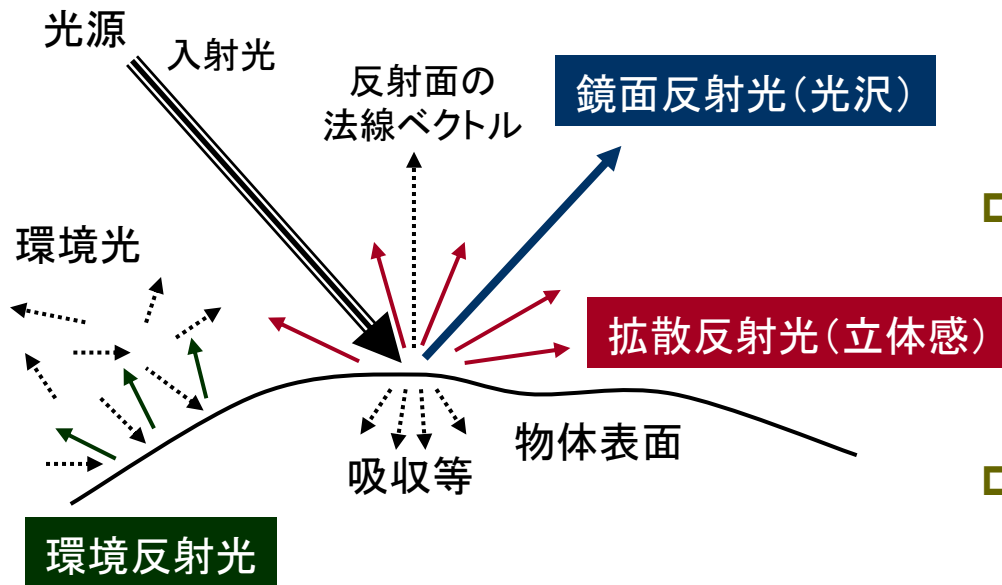 光源
入射光
反射面の
法線ベクトル
鏡面反射光(光沢)
環境光
拡散反射光(立体感)
物体表面
吸収等
環境反射光